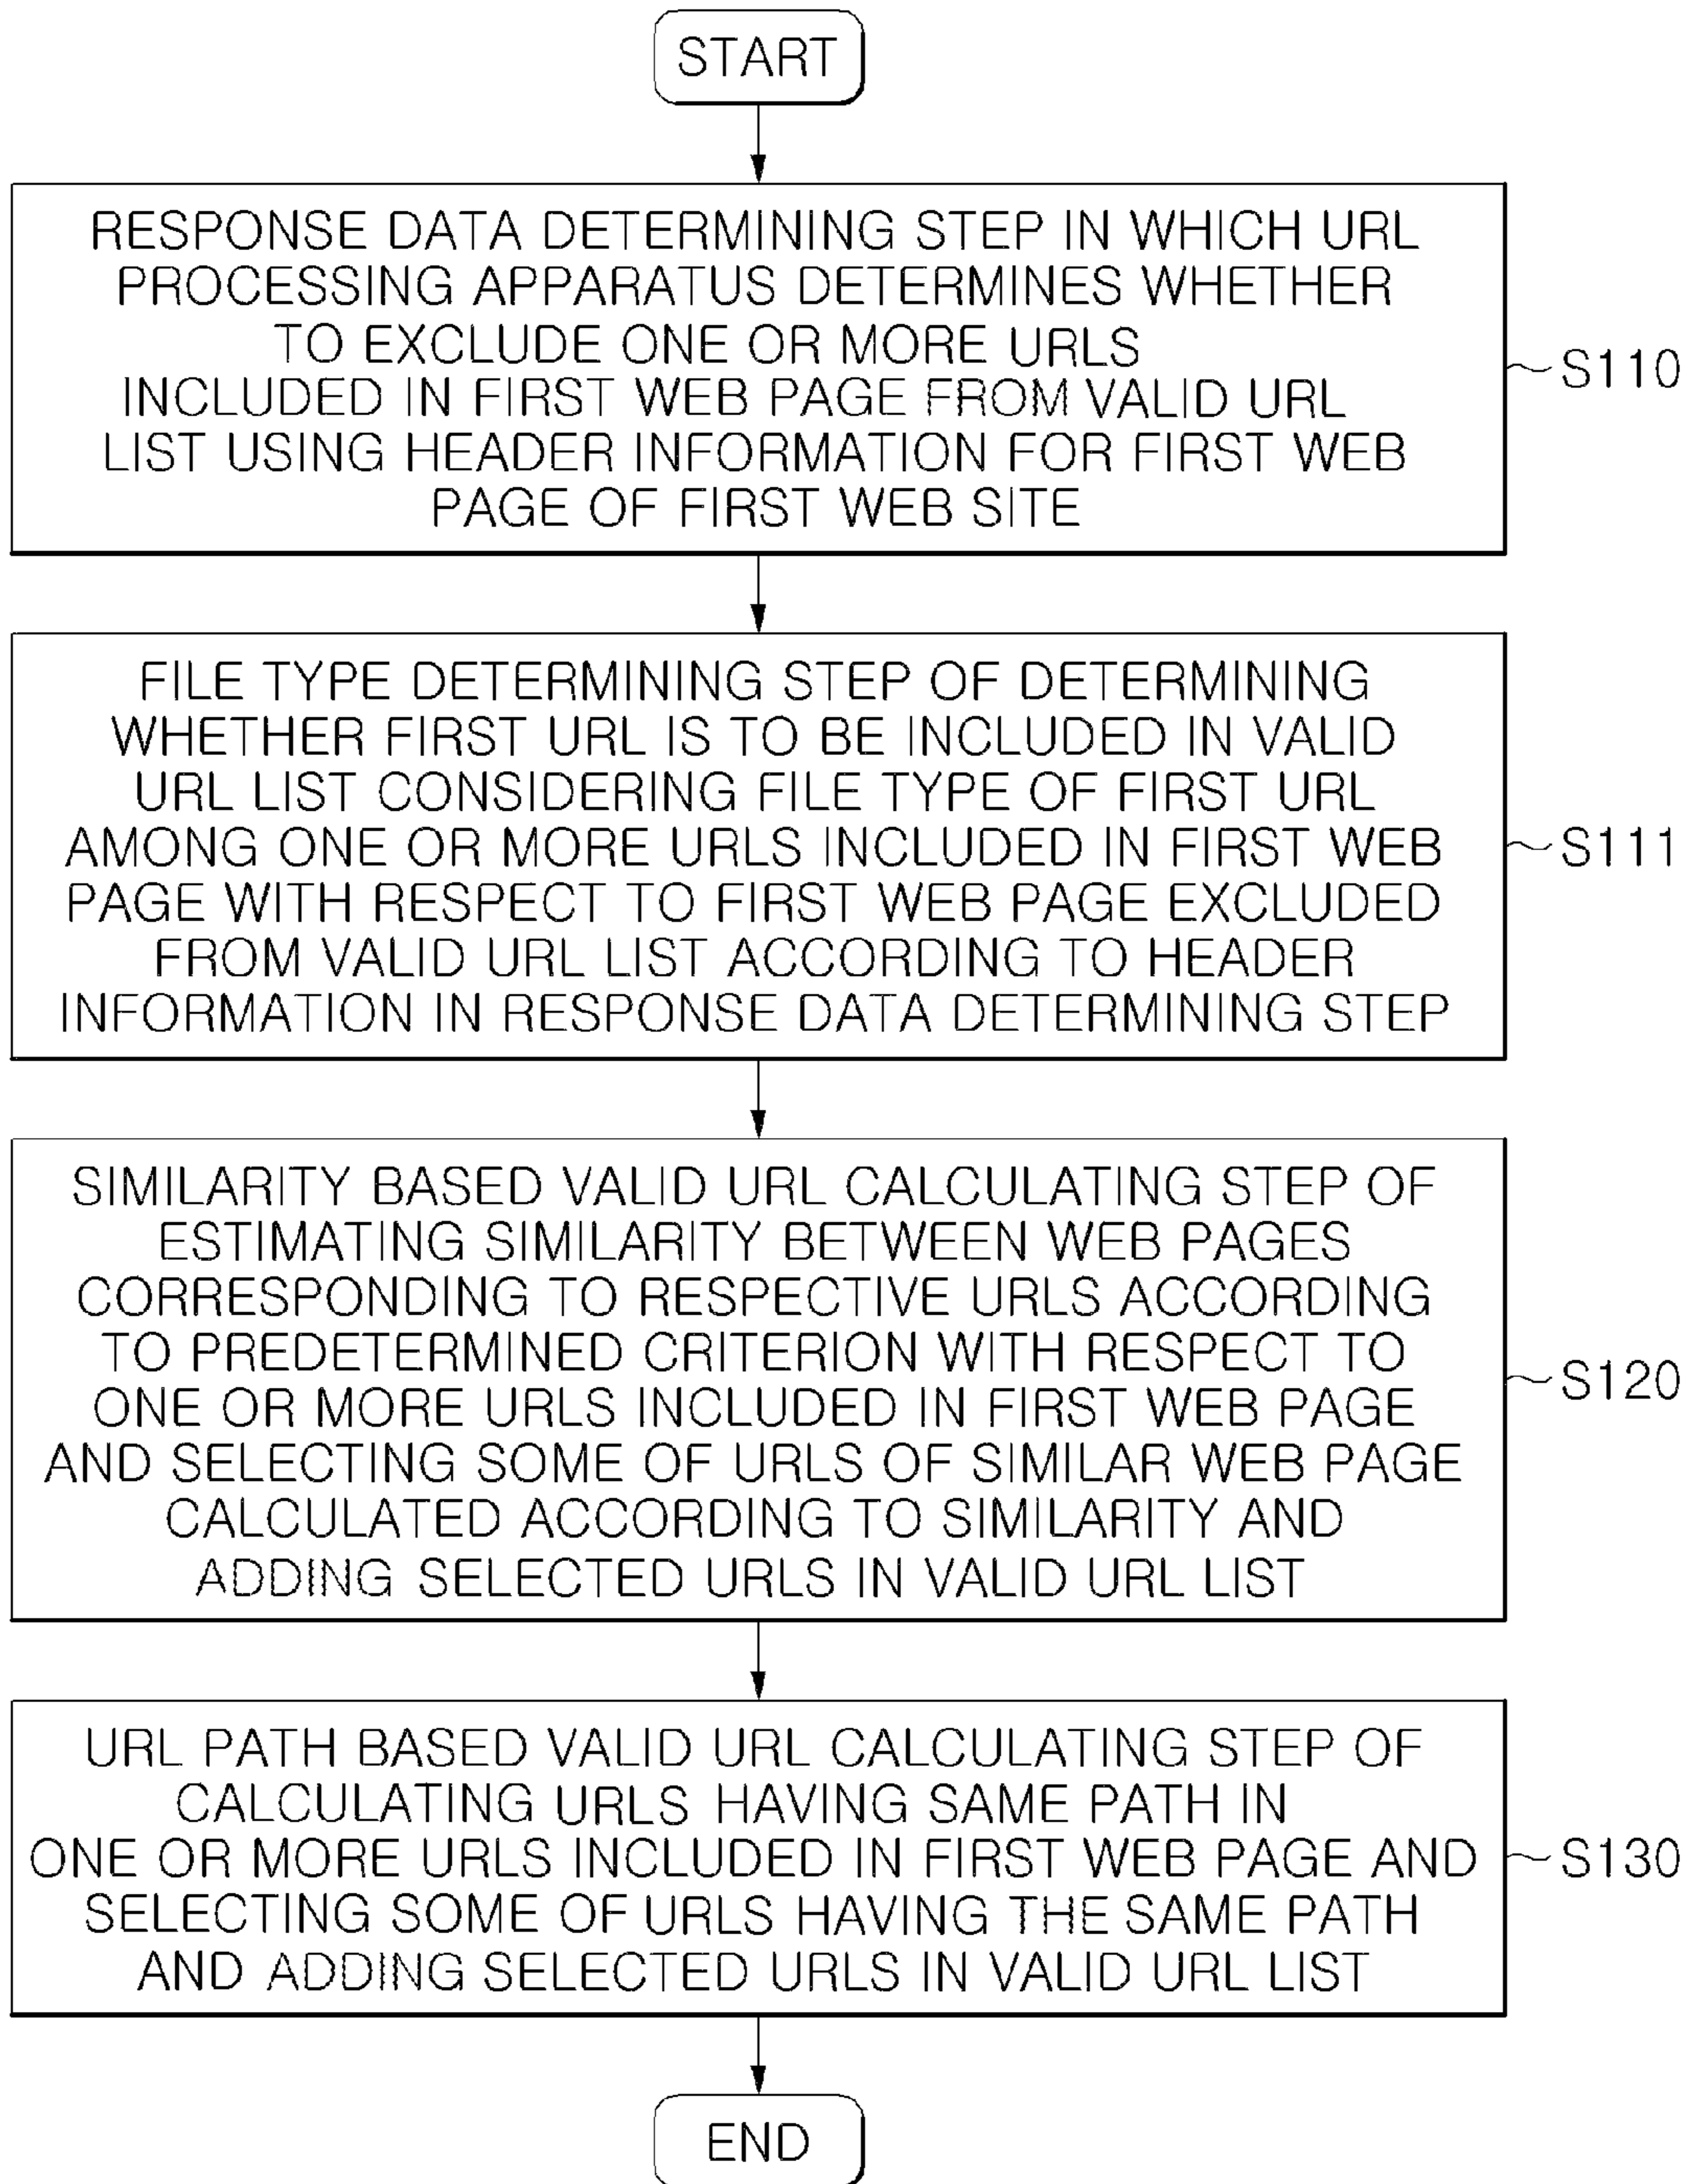 START
RESPONSE DATA DETERMINING STEP IN WHICH URL
PROCESSING APPARATUS DETERMINES WHETHER
TO EXCLUDE ONE OR MORE URLS
INCLUDED IN FIRST WEB PAGE FROM VALID URL
LIST USING HEADER INFORMATION FOR FIRST WEB
PAGE OF FIRST WEB SITE
S110
FILE TYPE DETERMINING STEP OF DETERMINING
WHETHER FIRST URL IS TO BE INCLUDED IN VALID
URL LIST CONSIDERING FILE TYPE OF FIRST URL
AMONG ONE OR MORE URLS INCLUDED IN FIRST WEB
PAGE WITH RESPECT TO FIRST WEB PAGE EXCLUDED
FROM VALID URL LIST ACCORDING TO HEADER
INFORMATION IN RESPONSE DATA DETERMINING STEP
S111
SIMILARITY BASED VALID URL CALCULATING STEP OF
ESTIMATING SIMILARITY BETWEEN WEB PAGES
CORRESPONDING TO RESPECTIVE URLS ACCORDING
TO PREDETERMINED CRITERION WITH RESPECT TO
ONE OR MORE URLS INCLUDED IN FIRST WEB PAGE
AND SELECTING SOME OF URLS OF SIMILAR WEB PAGE
CALCULATED ACCORDING TO SIMILARITY AND
ADDING SELECTED URLS IN VALID URL LIST
S120
URL PATH BASED VALID URL CALCULATING STEP OF
CALCULATING URLS HAVING SAME PATH IN
ONE OR MORE URLS INCLUDED IN FIRST WEB PAGE AND
SELECTING SOME OF URLS HAVING THE SAME PATH
AND ADDING SELECTED URLS IN VALID URL LIST
S130
END